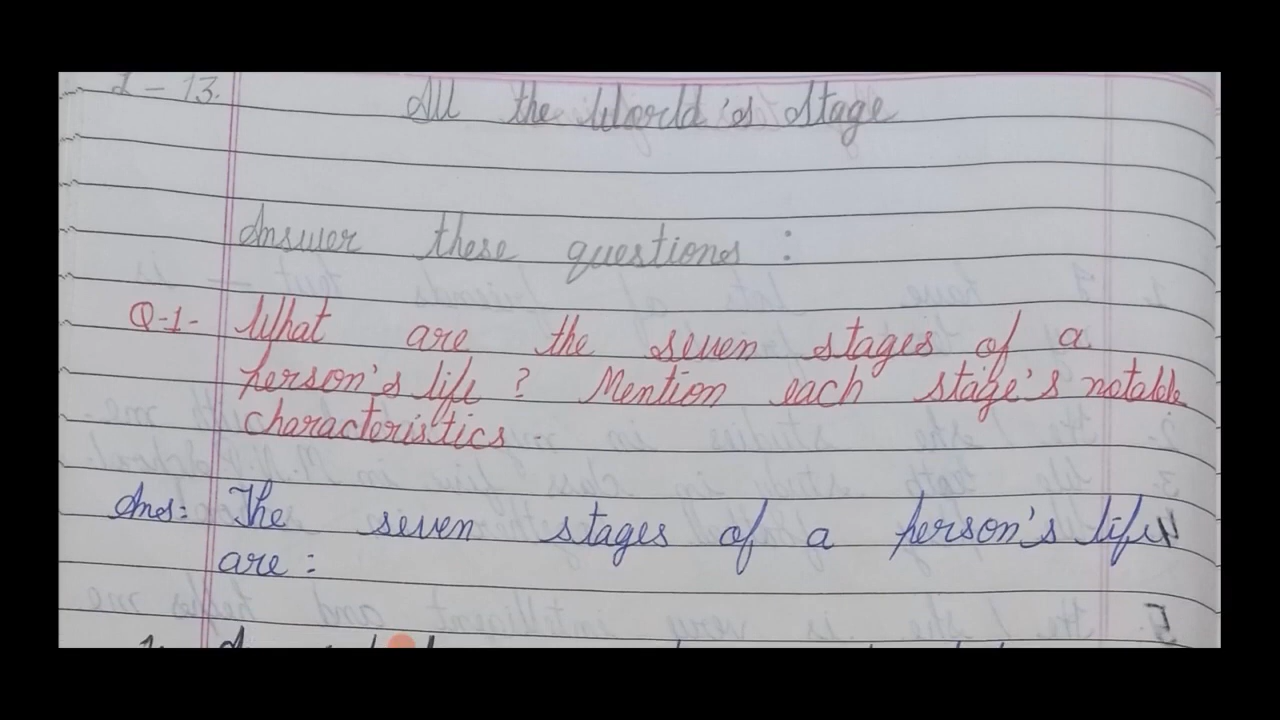 L-13.
All the World's Stage
Answer these questions :
Q-1- What are the seven stages of a
person's life ? Mention each stage's notable
characteristics
Ans: The seven stages of a person's life
are :